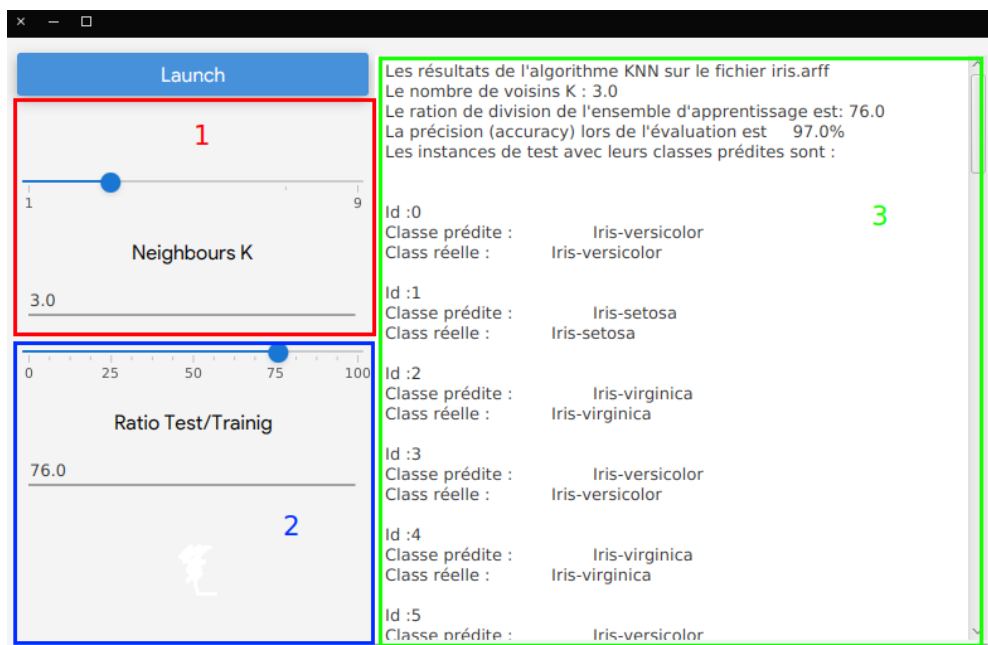 Launch
1
1 9
Neighbours K
3.0
0 25 50 75 100
Ratio Test/Trainig
76.0
2
Les résultats de l'algorithme KNN sur le fichier iris.arff
Le nombre de voisins K : 3.0
Le ration de division de l'ensemble d'apprentissage est: 76.0
La précision (accuracy) lors de l'évaluation est 97.0%
Les instances de test avec leurs classes prédites sont :
3
Id :0
Classe prédite : Iris-versicolor
Class réelle : Iris-versicolor
Id :1
Classe prédite : Iris-setosa
Class réelle : Iris-setosa
Id :2
Classe prédite : Iris-virginica
Class réelle : Iris-virginica
Id :3
Classe prédite : Iris-versicolor
Class réelle : Iris-versicolor
Id :4
Classe prédite : Iris-virginica
Class réelle : Iris-virginica
Id :5
Classe prédite : Iris-versicolor